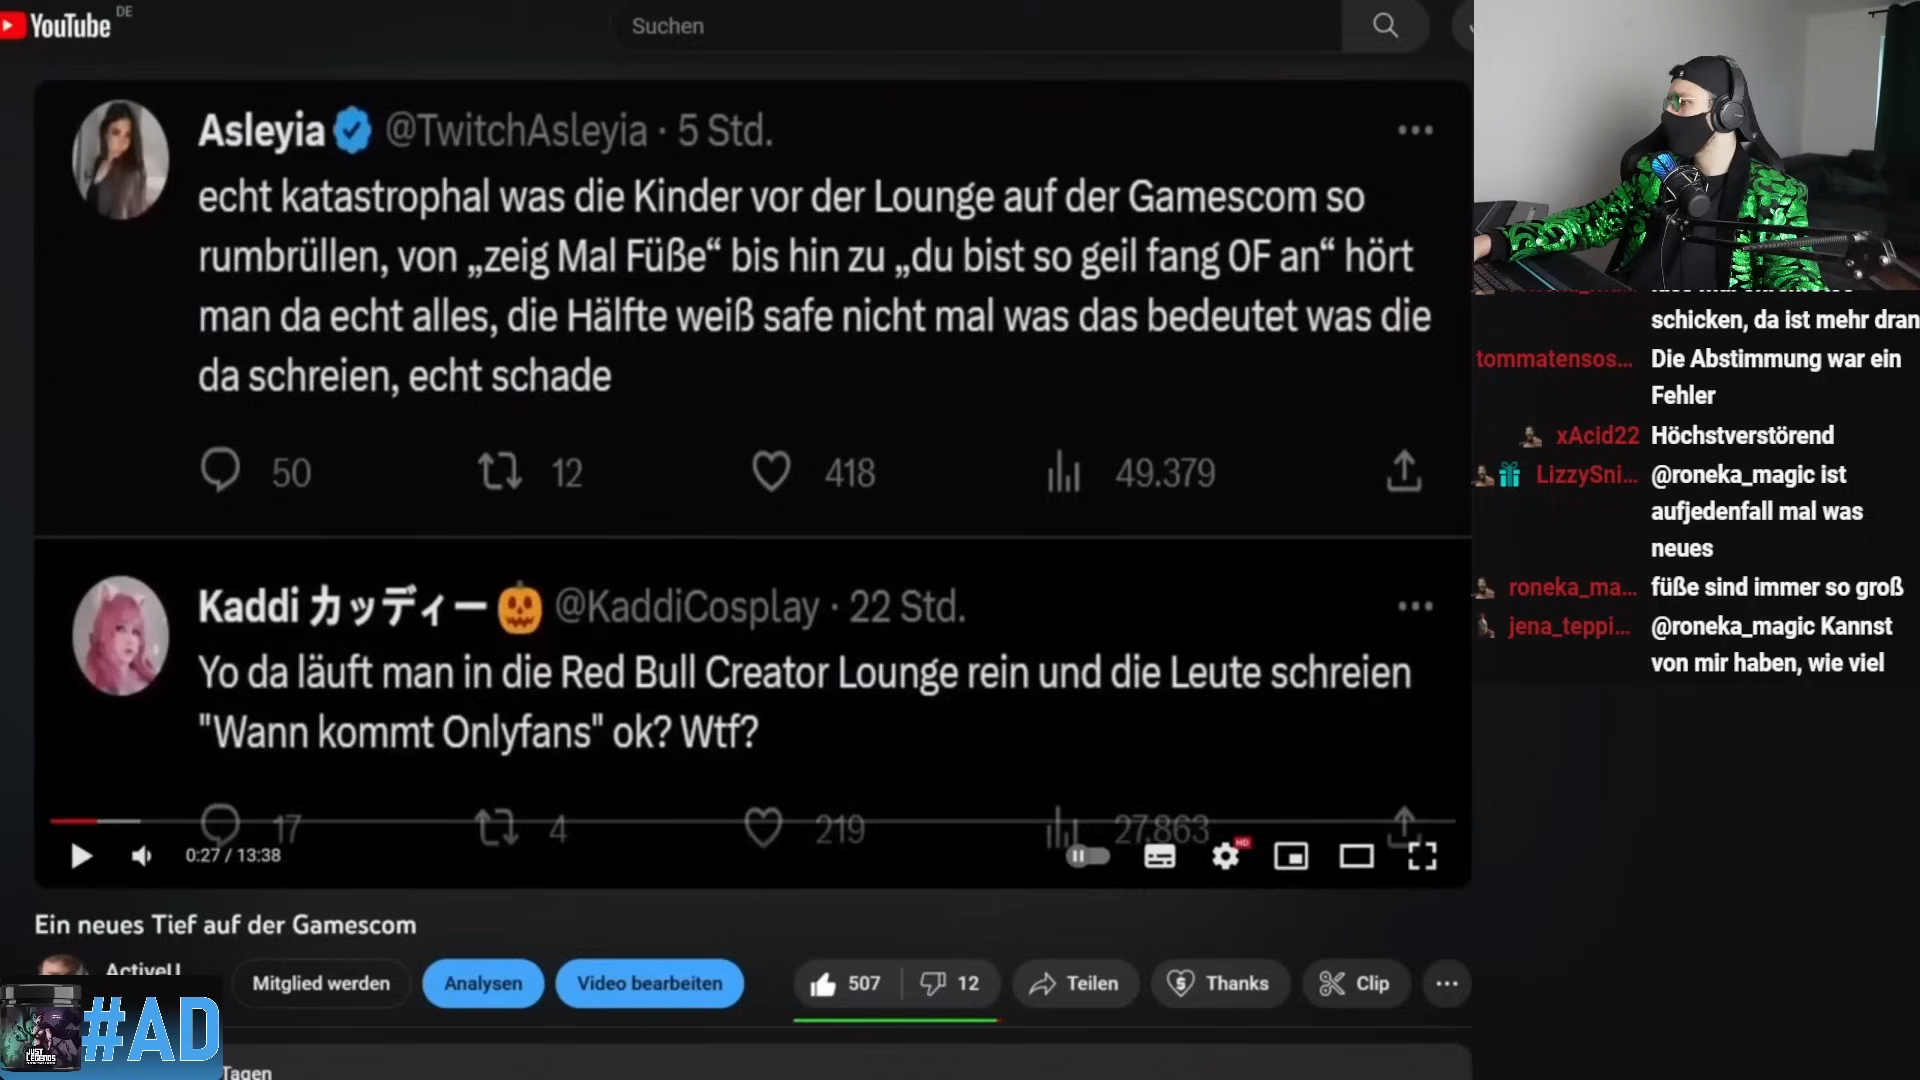 YouTube DE
Suchen
Asleyia @TwitchAsleyia · 5 Std.
echt katastrophal was die Kinder vor der Lounge auf der Gamescom so
rumbrüllen, von „zeig Mal Füße“ bis hin zu „du bist so geil fang OF an“ hört
man da echt alles, die Hälfte weiß safe nicht mal was das bedeutet was die
da schreien, echt schade
50 12 418 49.379
Kaddi カッディー @KaddiCosplay · 22 Std.
Yo da läuft man in die Red Bull Creator Lounge rein und die Leute schreien
"Wann kommt Onlyfans" ok? Wtf?
17 4 219 27.863
0:27 / 13:38
HD
Ein neues Tief auf der Gamescom
Mitglied werden
Analysen
Video bearbeiten
507
12
Teilen
Thanks
Clip
JUST
LEGENDS
#AD
Tagen
schicken, da ist mehr dran
tommatensos... Die Abstimmung war ein
Fehler
xAcid22 Höchstverstörend
LizzySni... @roneka_magic ist
aufjedenfall mal was
neues
roneka_ma... füße sind immer so groß
jena_teppi... @roneka_magic Kannst
von mir haben, wie viel